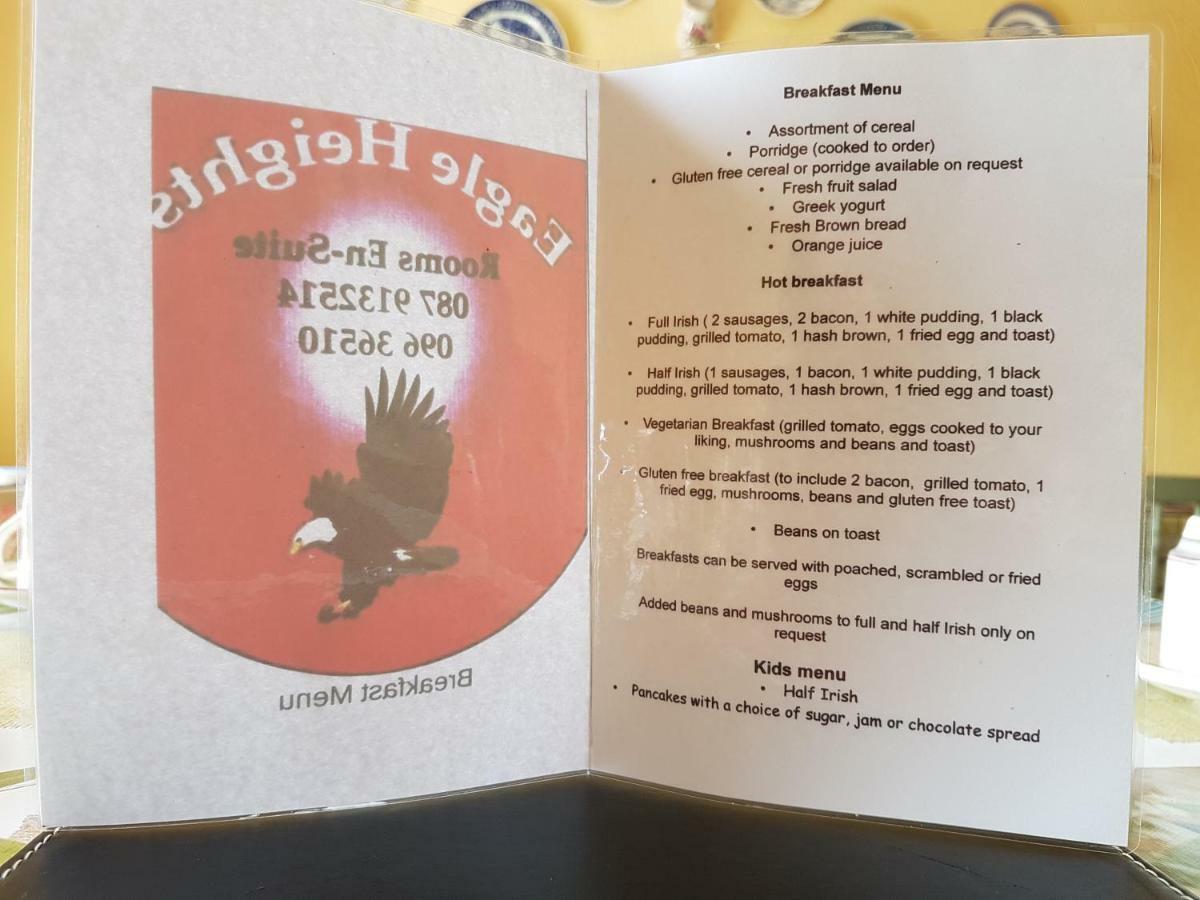 Eagle Heights
Rooms En-Suite
087 9132514
096 36510
Breakfast Menu
Breakfast Menu
• Assortment of cereal
• Porridge (cooked to order)
• Gluten free cereal or porridge available on request
• Fresh fruit salad
• Greek yogurt
• Fresh Brown bread
• Orange juice
Hot breakfast
• Full Irish ( 2 sausages, 2 bacon, 1 white pudding, 1 black
pudding, grilled tomato, 1 hash brown, 1 fried egg and toast)
• Half Irish (1 sausages, 1 bacon, 1 white pudding, 1 black
pudding, grilled tomato, 1 hash brown, 1 fried egg and toast)
• Vegetarian Breakfast (grilled tomato, eggs cooked to your
liking, mushrooms and beans and toast)
• Gluten free breakfast (to include 2 bacon, grilled tomato, 1
fried egg, mushrooms, beans and gluten free toast)
• Beans on toast
Breakfasts can be served with poached, scrambled or fried
eggs
Added beans and mushrooms to full and half Irish only on
request
Kids menu
• Half Irish
• Pancakes with a choice of sugar, jam or chocolate spread